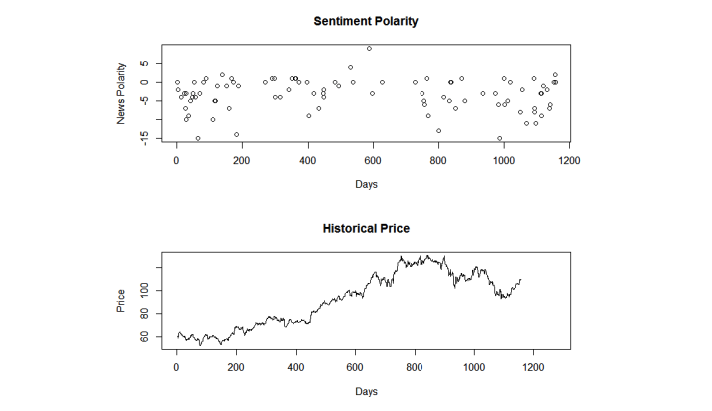 Sentiment Polarity
News Polarity
5
0
-5
-15
0 200 400 600 800 1000 1200
Days
Historical Price
Price
100
80
60
0 200 400 600 800 1000 1200
Days